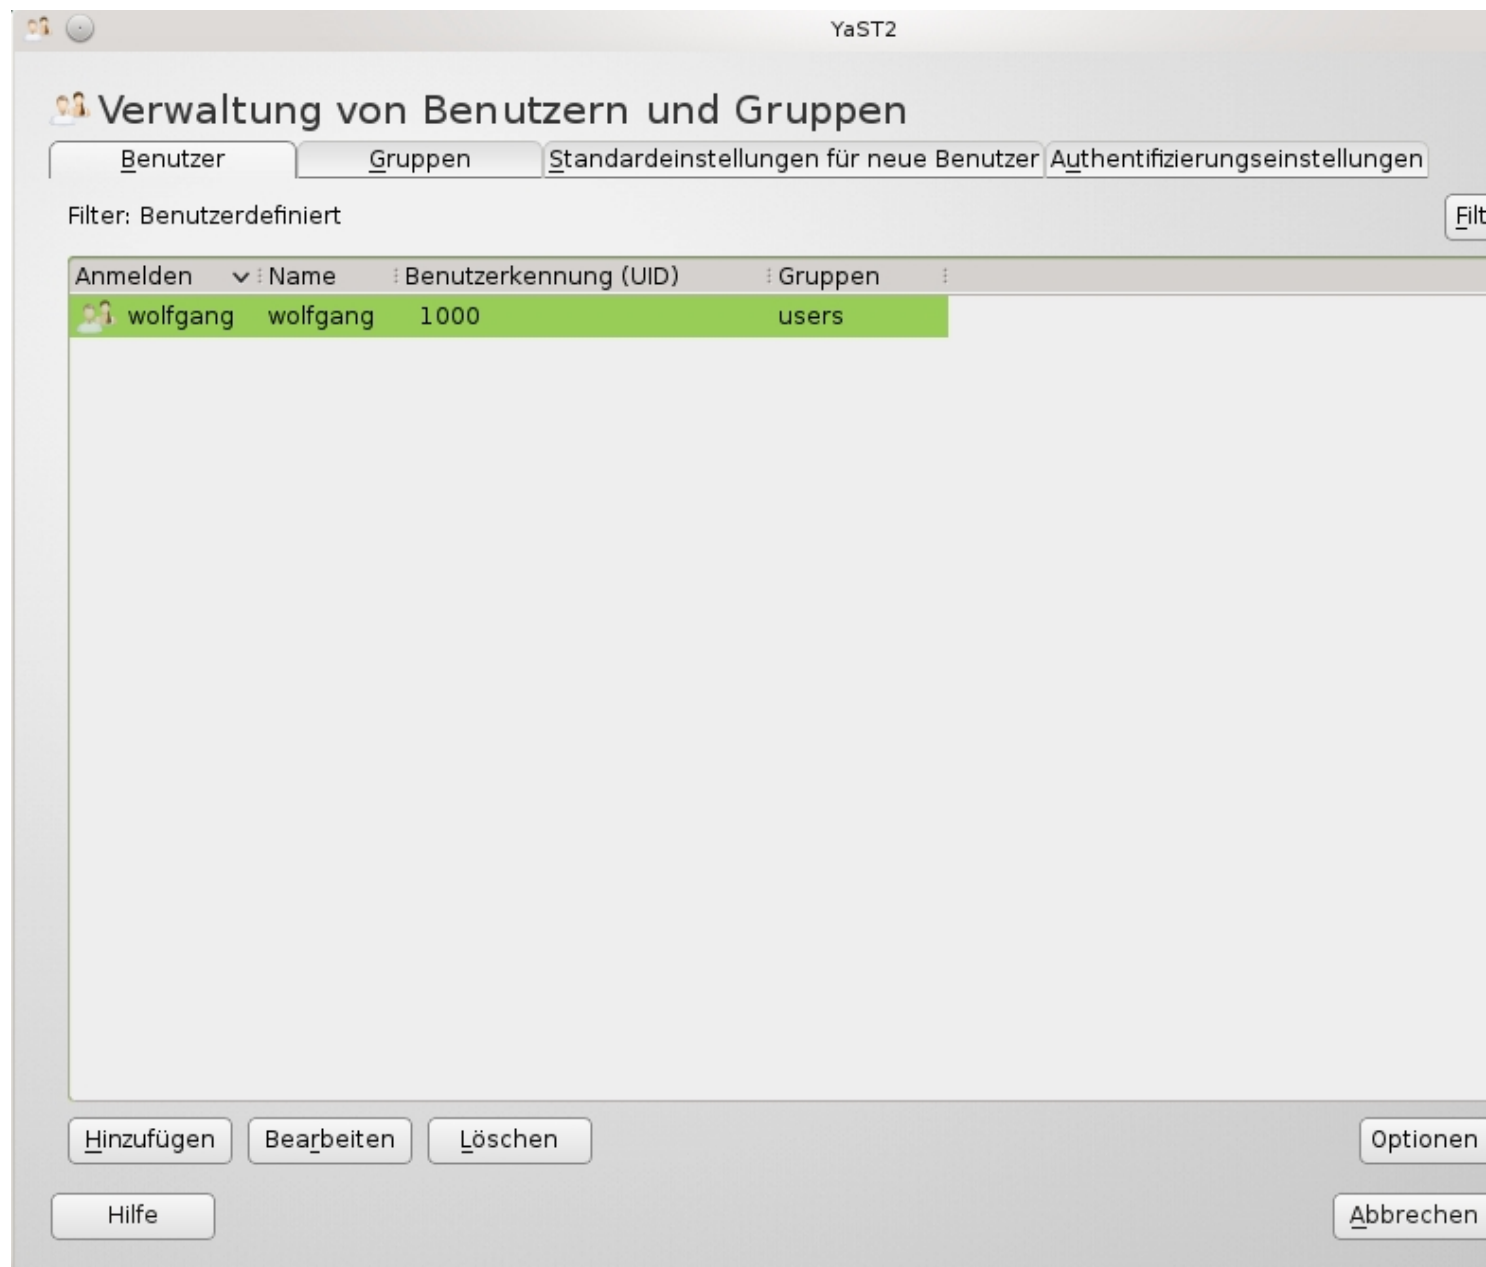 YaST2
Verwaltung von Benutzern und Gruppen
Benutzer Gruppen Standardeinstellungen für neue Benutzer Authentifizierungseinstellungen
Filter: Benutzerdefiniert Filt
Anmelden Name Benutzerkennung (UID) Gruppen
wolfgang wolfgang 1000 users
Hinzufügen Bearbeiten Löschen Optionen
Hilfe Abbrechen